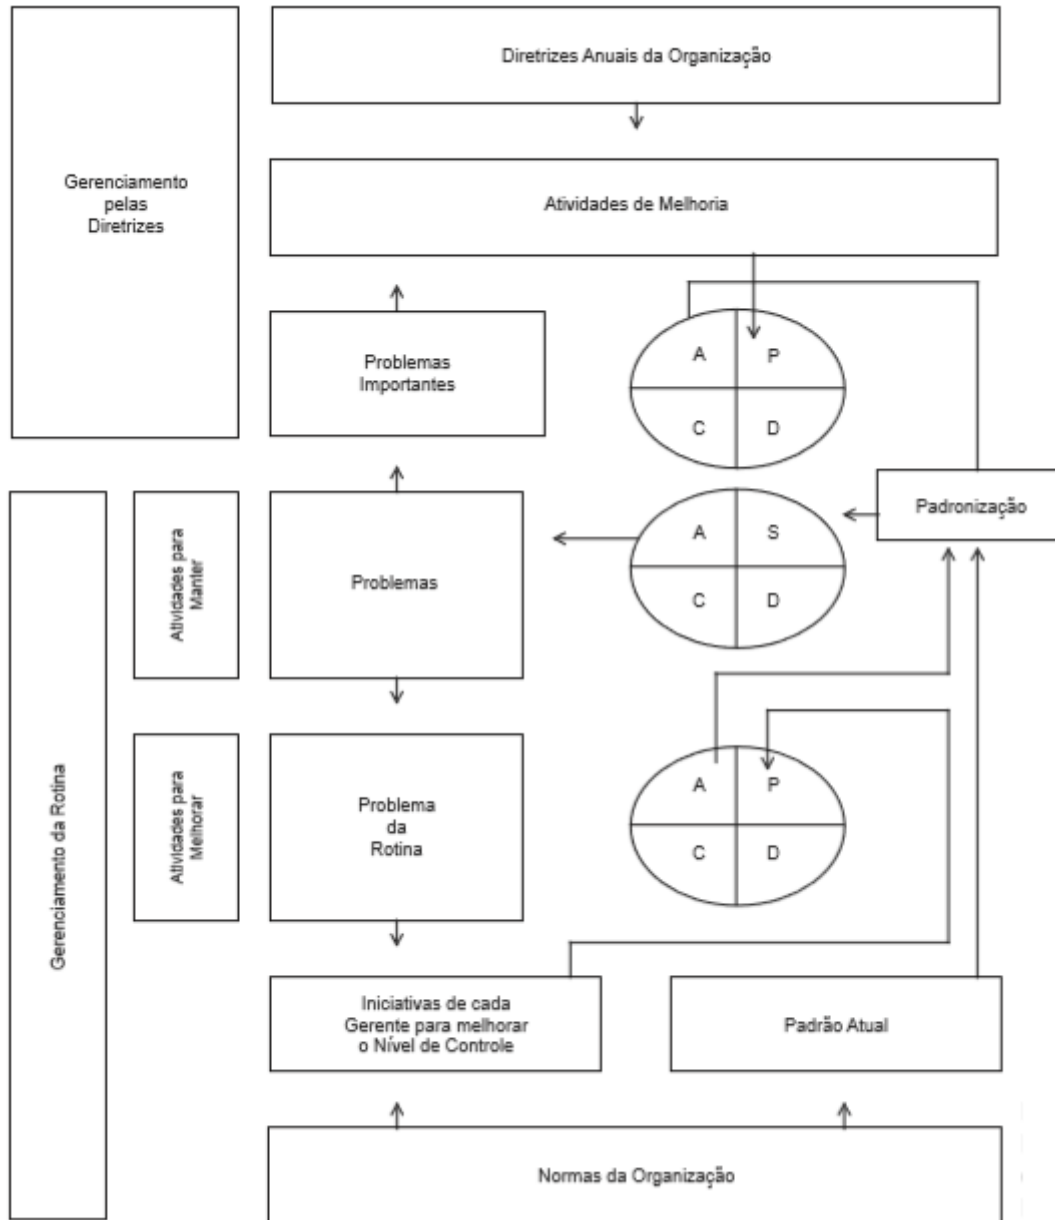 Diretrizes Anuais da Organização
Gerenciamento
pelas
Diretrizes
Atividades de Melhoria
Problemas
Importantes
A P
C D
Padronização
Atividades para
Manter
Problemas
A S
C D
Gerenciamento da Rotina
Atividades para
Melhorar
Problema
da
Rotina
A P
C D
Iniciativas de cada
Gerente para melhorar
o Nível de Controle
Padrão Atual
Normas da Organização